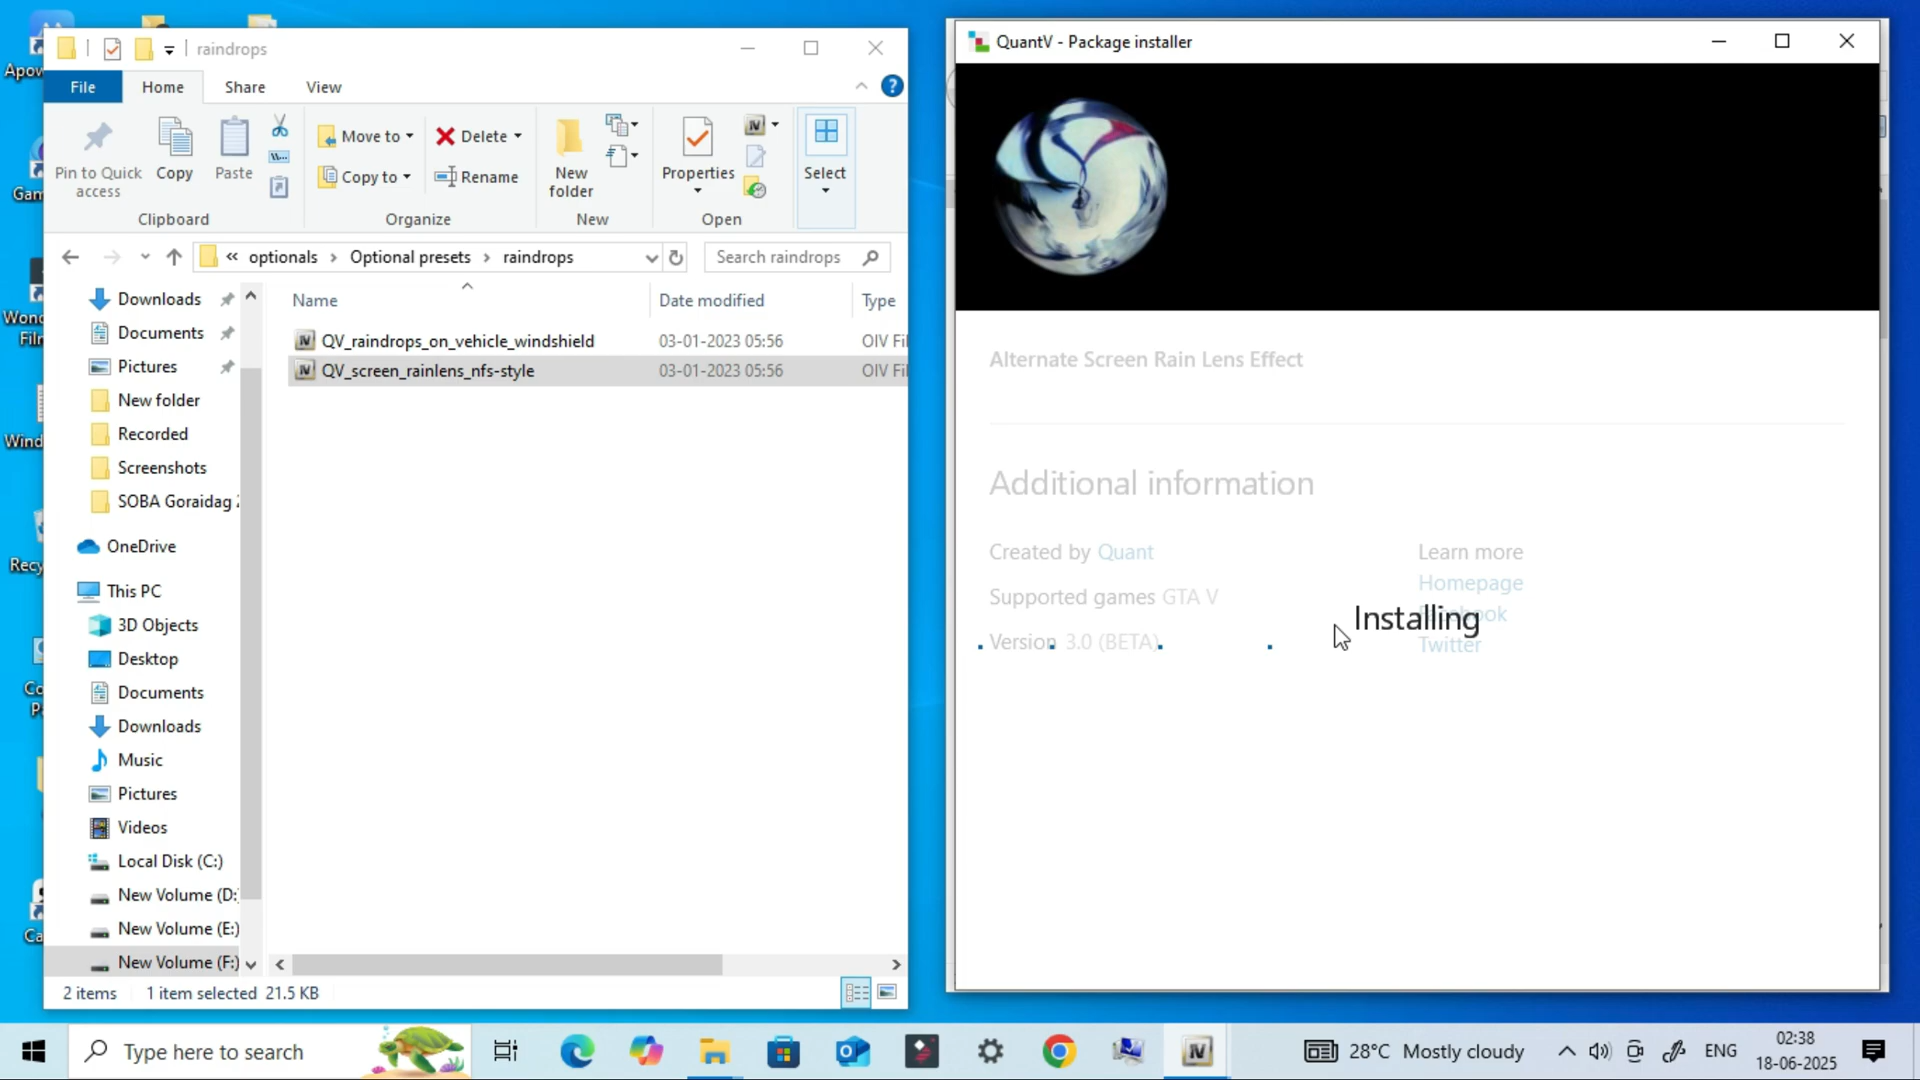 raindrops
File
Home
Share
View
Pin to Quick
access
Copy
Paste
Move to
Copy to
Delete
Rename
New
folder
Properties
Select
Clipboard
Organize
New
Open
« optionals > Optional presets > raindrops
Search raindrops
Name
Date modified
Type
QV_raindrops_on_vehicle_windshield
03-01-2023 05:56
OIV Fil
QV_screen_rainlens_nfs-style
03-01-2023 05:56
OIV Fil
Downloads
Documents
Pictures
New folder
Recorded
Screenshots
SOBA Goraidag
OneDrive
This PC
3D Objects
Desktop
Documents
Downloads
Music
Pictures
Videos
Local Disk (C:)
New Volume (D:
New Volume (E:)
New Volume (F:)
2 items
1 item selected 21.5 KB
QuantV - Package installer
Alternate Screen Rain Lens Effect
Additional information
Created by Quant
Supported games GTA V
Version 3.0 (BETA)
Learn more
Homepage
Facebook
Twitter
Installing
Type here to search
28°C Mostly cloudy
ENG
02:38
18-06-2025